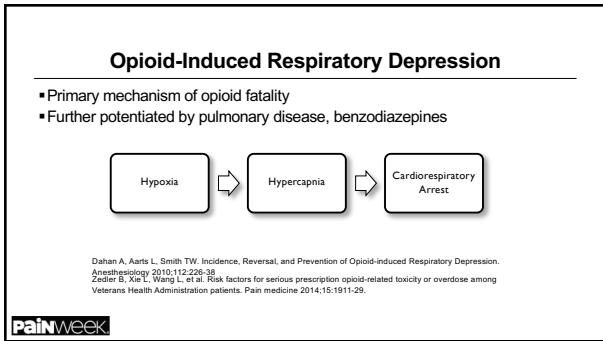 Opioid-Induced Respiratory Depression
▪Primary mechanism of opioid fatality
▪Further potentiated by pulmonary disease, benzodiazepines
Hypoxia
Hypercapnia
Cardiorespiratory
Arrest
Dahan A, Aarts L, Smith TW. Incidence, Reversal, and Prevention of Opioid-induced Respiratory Depression.
Anesthesiology 2010;112:226-38
Zedler B, Xie L, Wang L, et al. Risk factors for serious prescription opioid-related toxicity or overdose among
Veterans Health Administration patients. Pain medicine 2014;15:1911-29.
PaiNWeek.